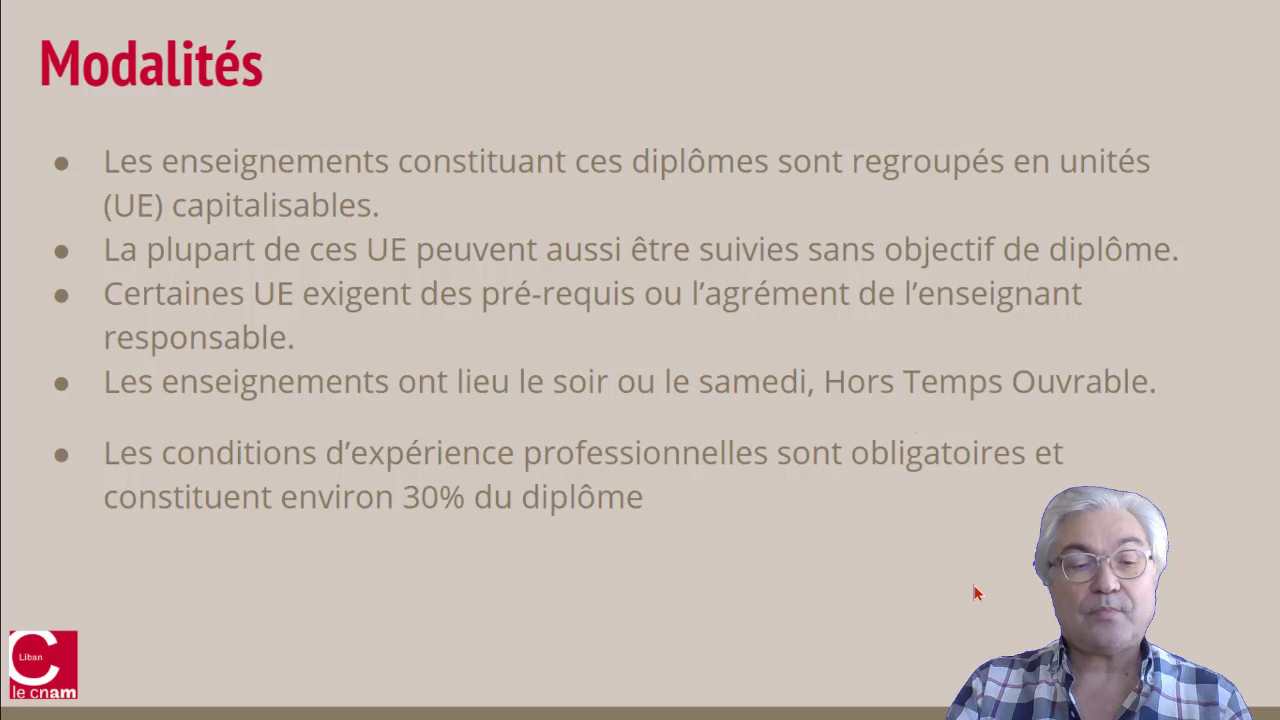 Modalités
● Les enseignements constituant ces diplômes sont regroupés en unités
(UE) capitalisables.
● La plupart de ces UE peuvent aussi être suivies sans objectif de diplôme.
● Certaines UE exigent des pré-requis ou l’agrément de l’enseignant
responsable.
● Les enseignements ont lieu le soir ou le samedi, Hors Temps Ouvrable.
● Les conditions d’expérience professionnelles sont obligatoires et
constituent environ 30% du diplôme
Liban
le cnam